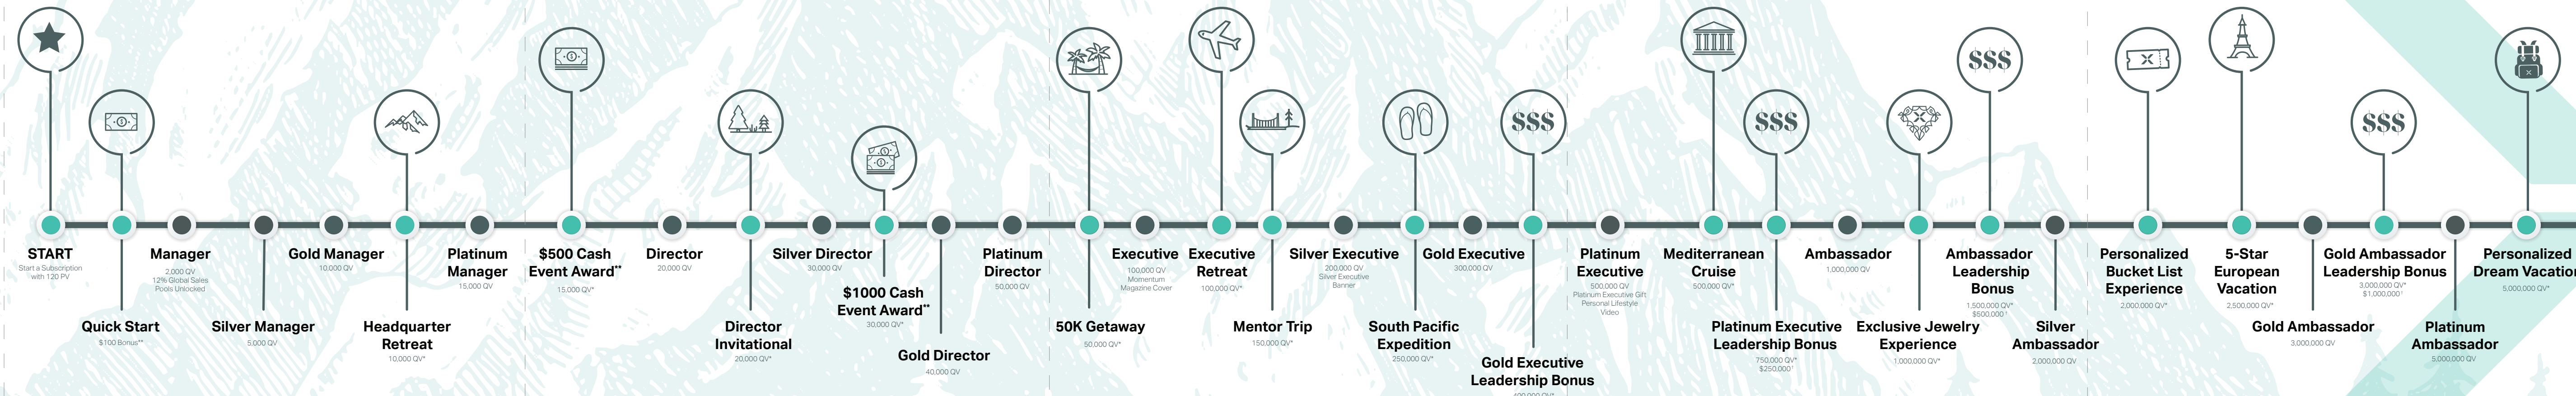 START
Start a Subscription
with 120 PV
Quick Start
$100 Bonus**
Manager
2,000 QV
12% Global Sales
Pools Unlocked
Silver Manager
5,000 QV
Gold Manager
10,000 QV
Headquarter
Retreat
10,000 QV*
Platinum
Manager
15,000 QV
$500 Cash
Event Award**
15,000 QV*
Director
20,000 QV
Director
Invitational
20,000 QV*
Silver Director
30,000 QV
$1000 Cash
Event Award**
30,000 QV*
Gold Director
40,000 QV
Platinum
Director
50,000 QV
50K Getaway
50,000 QV*
Executive
100,000 QV
Momentum
Magazine Cover
Executive
Retreat
100,000 QV*
Mentor Trip
150,000 QV*
Silver Executive
200,000 QV
Silver Executive
Banner
South Pacific
Expedition
250,000 QV*
Gold Executive
300,000 QV
$$$
Gold Executive
Leadership Bonus
Platinum
Executive
500,000 QV
Platinum Executive Gift
Personal Lifestyle
Video
Mediterranean
Cruise
500,000 QV*
$$$
Platinum Executive
Leadership Bonus
750,000 QV*
$250,000†
Ambassador
1,000,000 QV
Exclusive Jewelry
Experience
1,000,000 QV*
$$$
Ambassador
Leadership
Bonus
1,500,000 QV*
$500,000†
Silver
Ambassador
2,000,000 QV
Personalized
Bucket List
Experience
2,000,000 QV*
5-Star
European
Vacation
2,500,000 QV*
Gold Ambassador
3,000,000 QV
$$$
Gold Ambassador
Leadership Bonus
3,000,000 QV*
$1,000,000†
Platinum
Ambassador
5,000,000 QV
Personalized
Dream Vacation
5,000,000 QV*